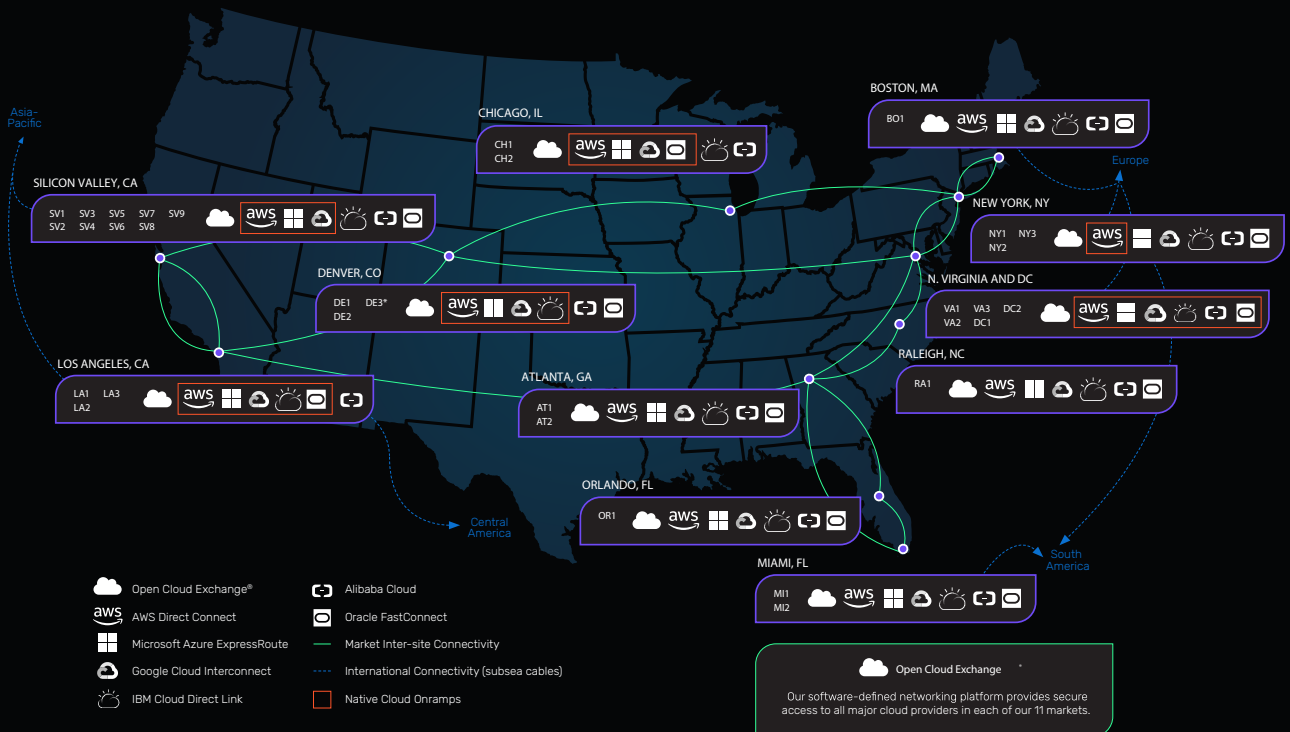 Asia-
Pacific
SILICON VALLEY, CA
SV1 SV3 SV5 SV7 SV9
SV2 SV4 SV6 SV8
aws
CHICAGO, IL
CH1
CH2
aws
BOSTON, MA
BO1
aws
Europe
NEW YORK, NY
NY1 NY3
NY2
aws
DENVER, CO
DE1 DE3*
DE2
aws
N. VIRGINIA AND DC
VA1 VA3 DC2
VA2 DC1
aws
LOS ANGELES, CA
LA1 LA3
LA2
aws
ATLANTA, GA
AT1
AT2
aws
RALEIGH, NC
RA1
aws
Central
America
ORLANDO, FL
OR1
aws
South
America
MIAMI, FL
MI1
MI2
aws
Open Cloud Exchange®
aws AWS Direct Connect
Microsoft Azure ExpressRoute
Google Cloud Interconnect
IBM Cloud Direct Link
Alibaba Cloud
Oracle FastConnect
Market Inter-site Connectivity
International Connectivity (subsea cables)
Native Cloud Onramps
Open Cloud Exchange
Our software-defined networking platform provides secure
access to all major cloud providers in each of our 11 markets.